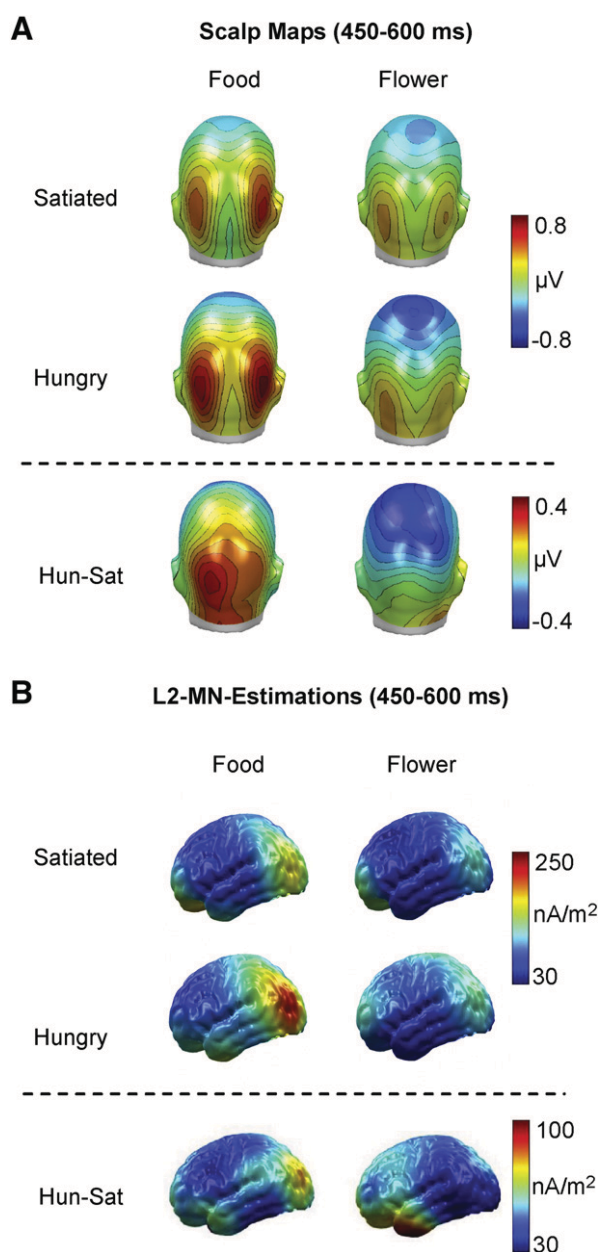 A Scalp Maps (450-600 ms)
Food Flower
Satiated
0.8
µV
-0.8
Hungry
0.4
Hun-Sat
µV
-0.4
B L2-MN-Estimations (450-600 ms)
Food Flower
Satiated
250
nA/m²
30
Hungry
100
Hun-Sat
nA/m²
30